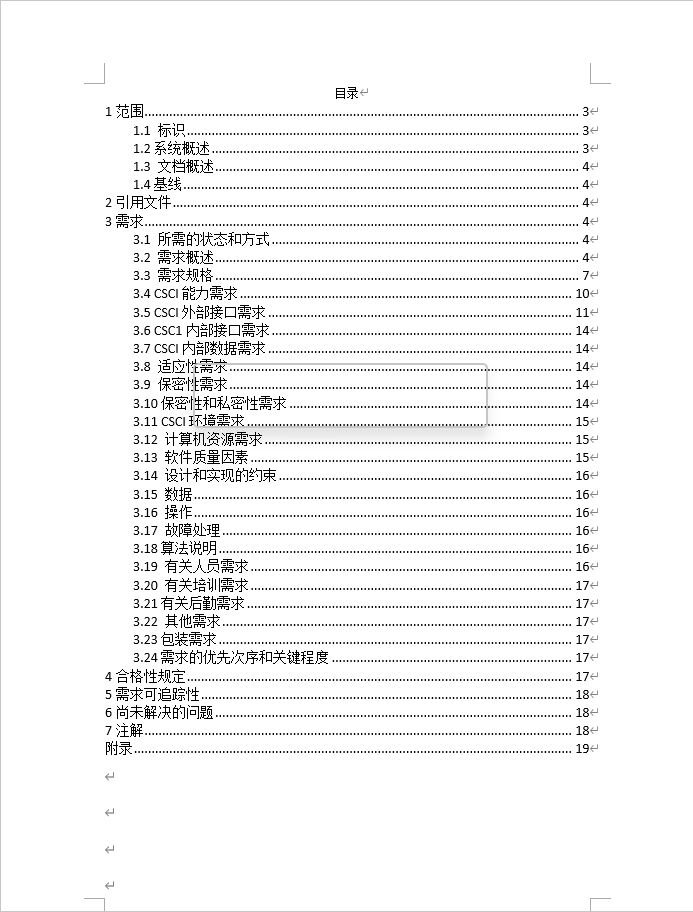 目录
1 范围 3
1.1 标识 3
1.2 系统概述 3
1.3 文档概述 4
1.4 基线 4
2 引用文件 4
3 需求 4
3.1 所需的状态和方式 4
3.2 需求概述 4
3.3 需求规格 7
3.4 CSCI 能力需求 10
3.5 CSCI 外部接口需求 11
3.6 CSC1 内部接口需求 14
3.7 CSCI 内部数据需求 14
3.8 适应性需求 14
3.9 保密性需求 14
3.10 保密性和私密性需求 14
3.11 CSCI 环境需求 15
3.12 计算机资源需求 15
3.13 软件质量因素 15
3.14 设计和实现的约束 16
3.15 数据 16
3.16 操作 16
3.17 故障处理 16
3.18 算法说明 16
3.19 有关人员需求 16
3.20 有关培训需求 17
3.21 有关后勤需求 17
3.22 其他需求 17
3.23 包装需求 17
3.24 需求的优先次序和关键程度 17
4 合格性规定 17
5 需求可追踪性 18
6 尚未解决的问题 18
7 注解 18
附录 19